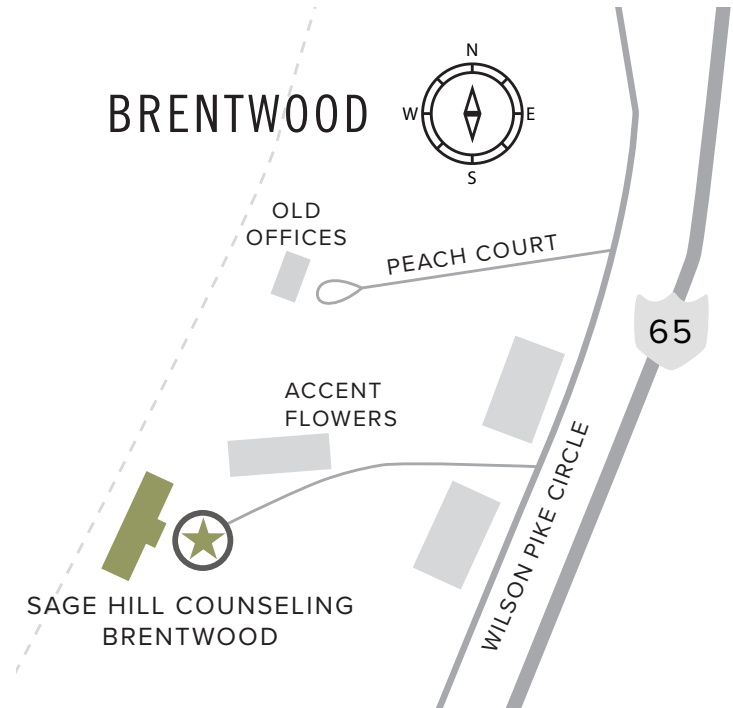 N
BRENTWOOD
W
E
S
OLD
OFFICES
PEACH COURT
65
ACCENT
FLOWERS
WILSON PIKE CIRCLE
SAGE HILL COUNSELING
BRENTWOOD